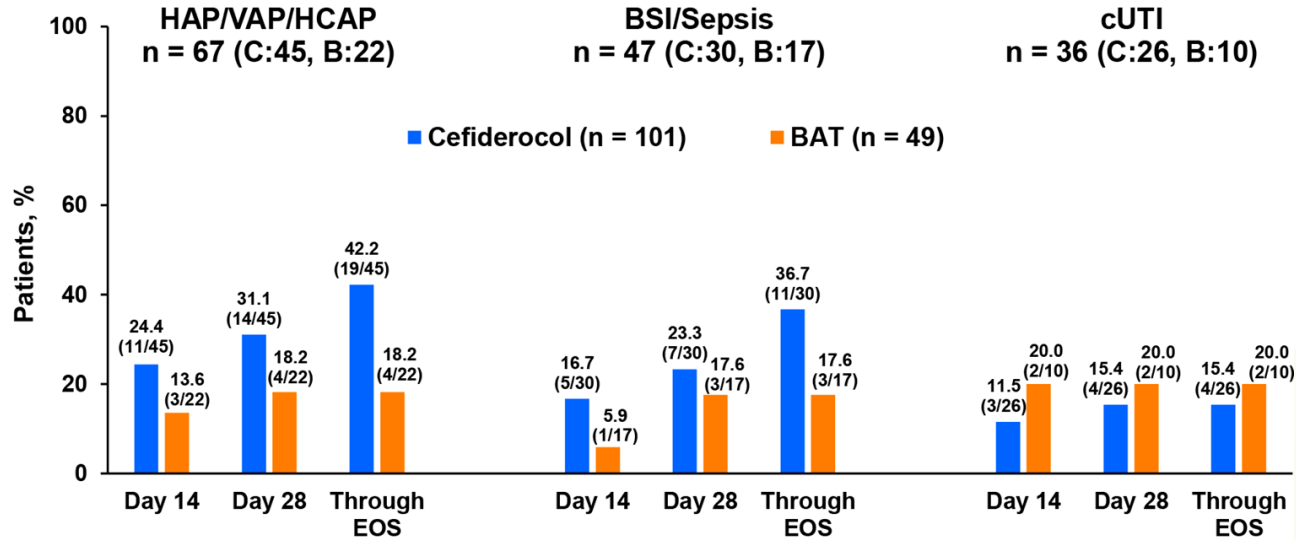 HAP/VAP/HCAP
n = 67 (C:45, B:22)
BSI/Sepsis
n = 47 (C:30, B:17)
cUTI
n = 36 (C:26, B:10)
Cefiderocol (n = 101)
BAT (n = 49)
Patients, %
100
80
60
40
20
0
24.4
(11/45)
13.6
(3/22)
31.1
(14/45)
18.2
(4/22)
42.2
(19/45)
18.2
(4/22)
16.7
(5/30)
5.9
(1/17)
23.3
(7/30)
17.6
(3/17)
36.7
(11/30)
17.6
(3/17)
11.5
(3/26)
20.0
(2/10)
15.4
(4/26)
20.0
(2/10)
15.4
(4/26)
20.0
(2/10)
Day 14
Day 28
Through
EOS
Day 14
Day 28
Through
EOS
Day 14
Day 28
Through
EOS